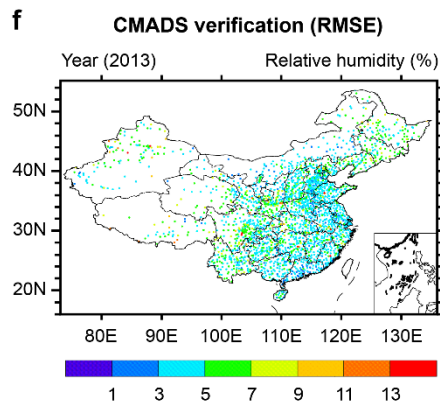 f
CMADS verification (RMSE)
Year (2013) Relative humidity (%)
50N
40N
30N
20N
80E 90E 100E 110E 120E 130E
1 3 5 7 9 11 13